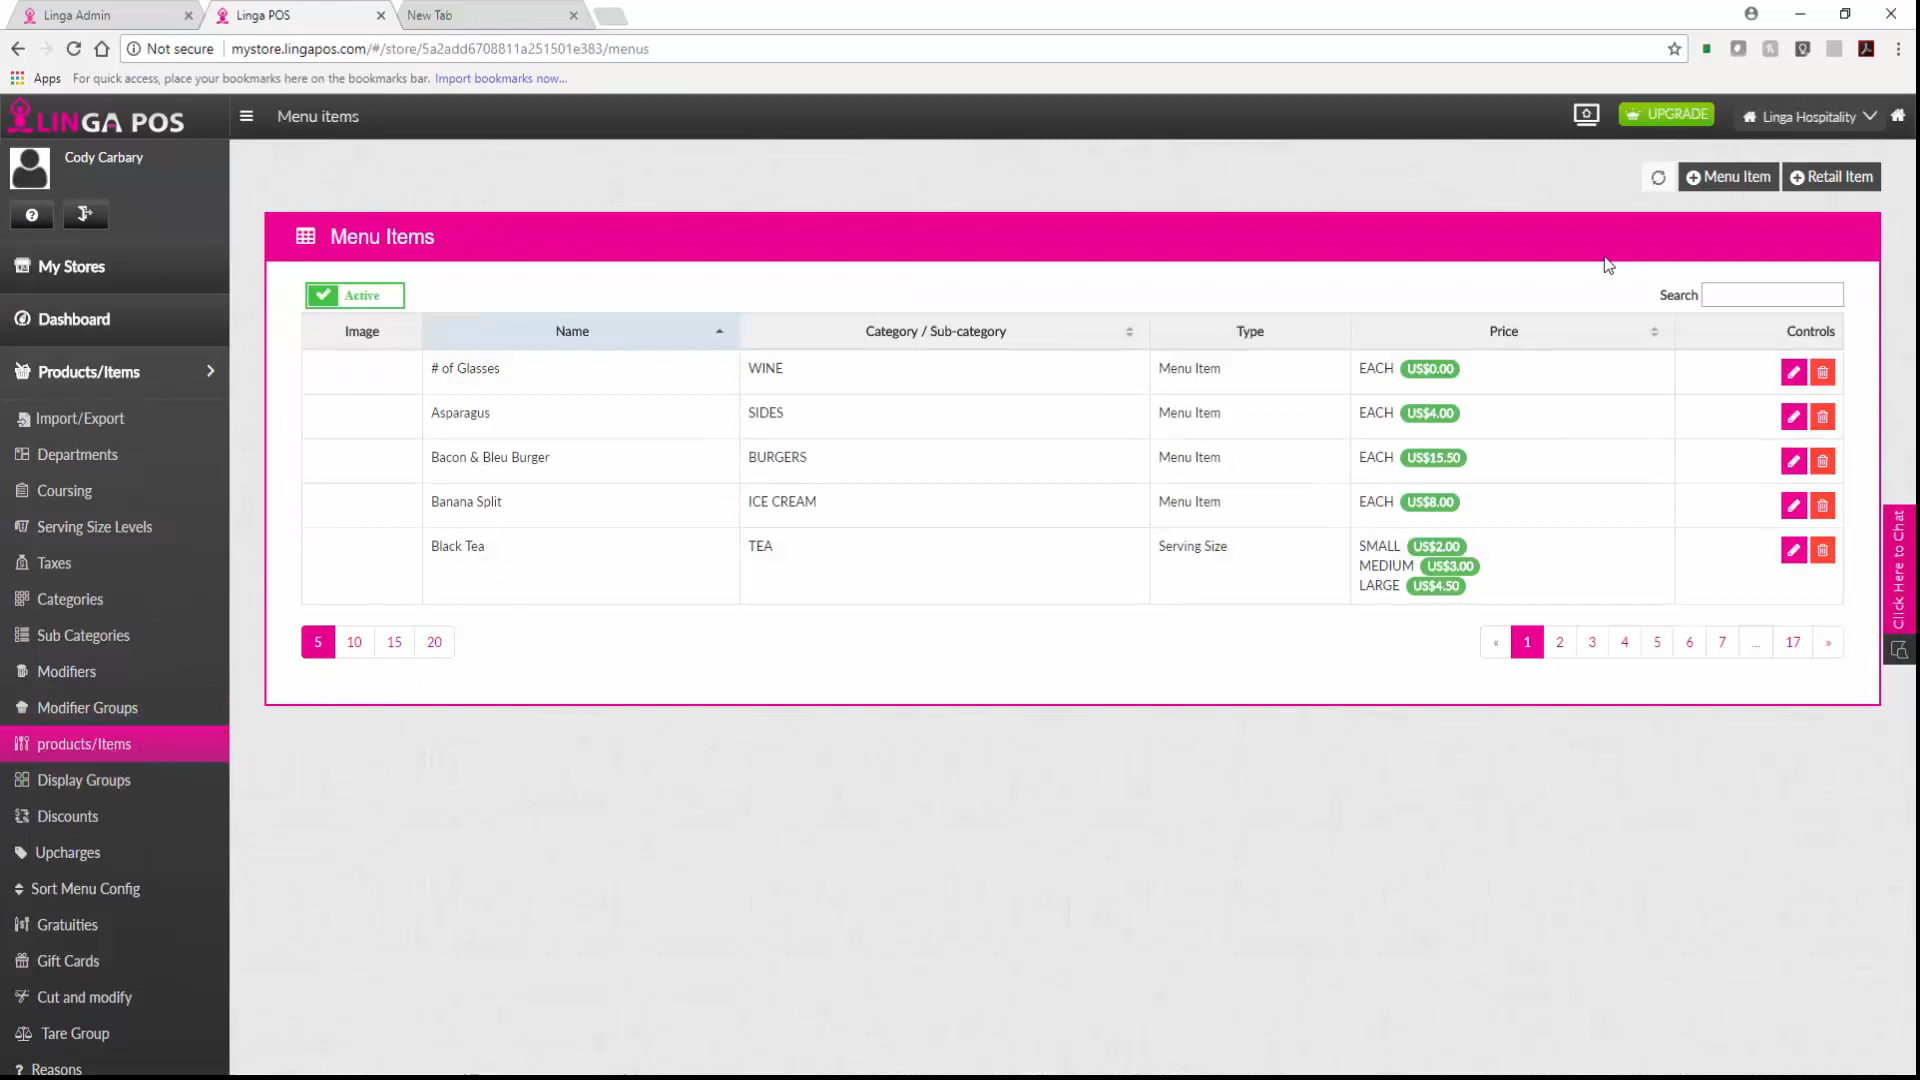 Linga Admin
Linga POS
New Tab
Not secure
mystore.lingapos.com/#/store/5a2add6708811a251501e383/menus
Apps
For quick access, place your bookmarks here on the bookmarks bar. Import bookmarks now...
LINGA POS
Menu items
UPGRADE
Linga Hospitality
Cody Carbary
Menu Item
Retail Item
My Stores
Dashboard
Products/Items
Import/Export
Departments
Coursing
Serving Size Levels
Taxes
Categories
Sub Categories
Modifiers
Modifier Groups
products/Items
Display Groups
Discounts
Upcharges
Sort Menu Config
Gratuities
Gift Cards
Cut and modify
Tare Group
? Reasons
Menu Items
Active
Search
Image Name Category / Sub-category Type Price Controls
# of Glasses WINE Menu Item EACH US$0.00
Asparagus SIDES Menu Item EACH US$4.00
Bacon & Bleu Burger BURGERS Menu Item EACH US$15.50
Banana Split ICE CREAM Menu Item EACH US$8.00
Black Tea TEA Serving Size SMALL US$2.00
MEDIUM US$3.00
LARGE US$4.50
5 10 15 20
« 1 2 3 4 5 6 7 ... 17 »
Click Here to Chat